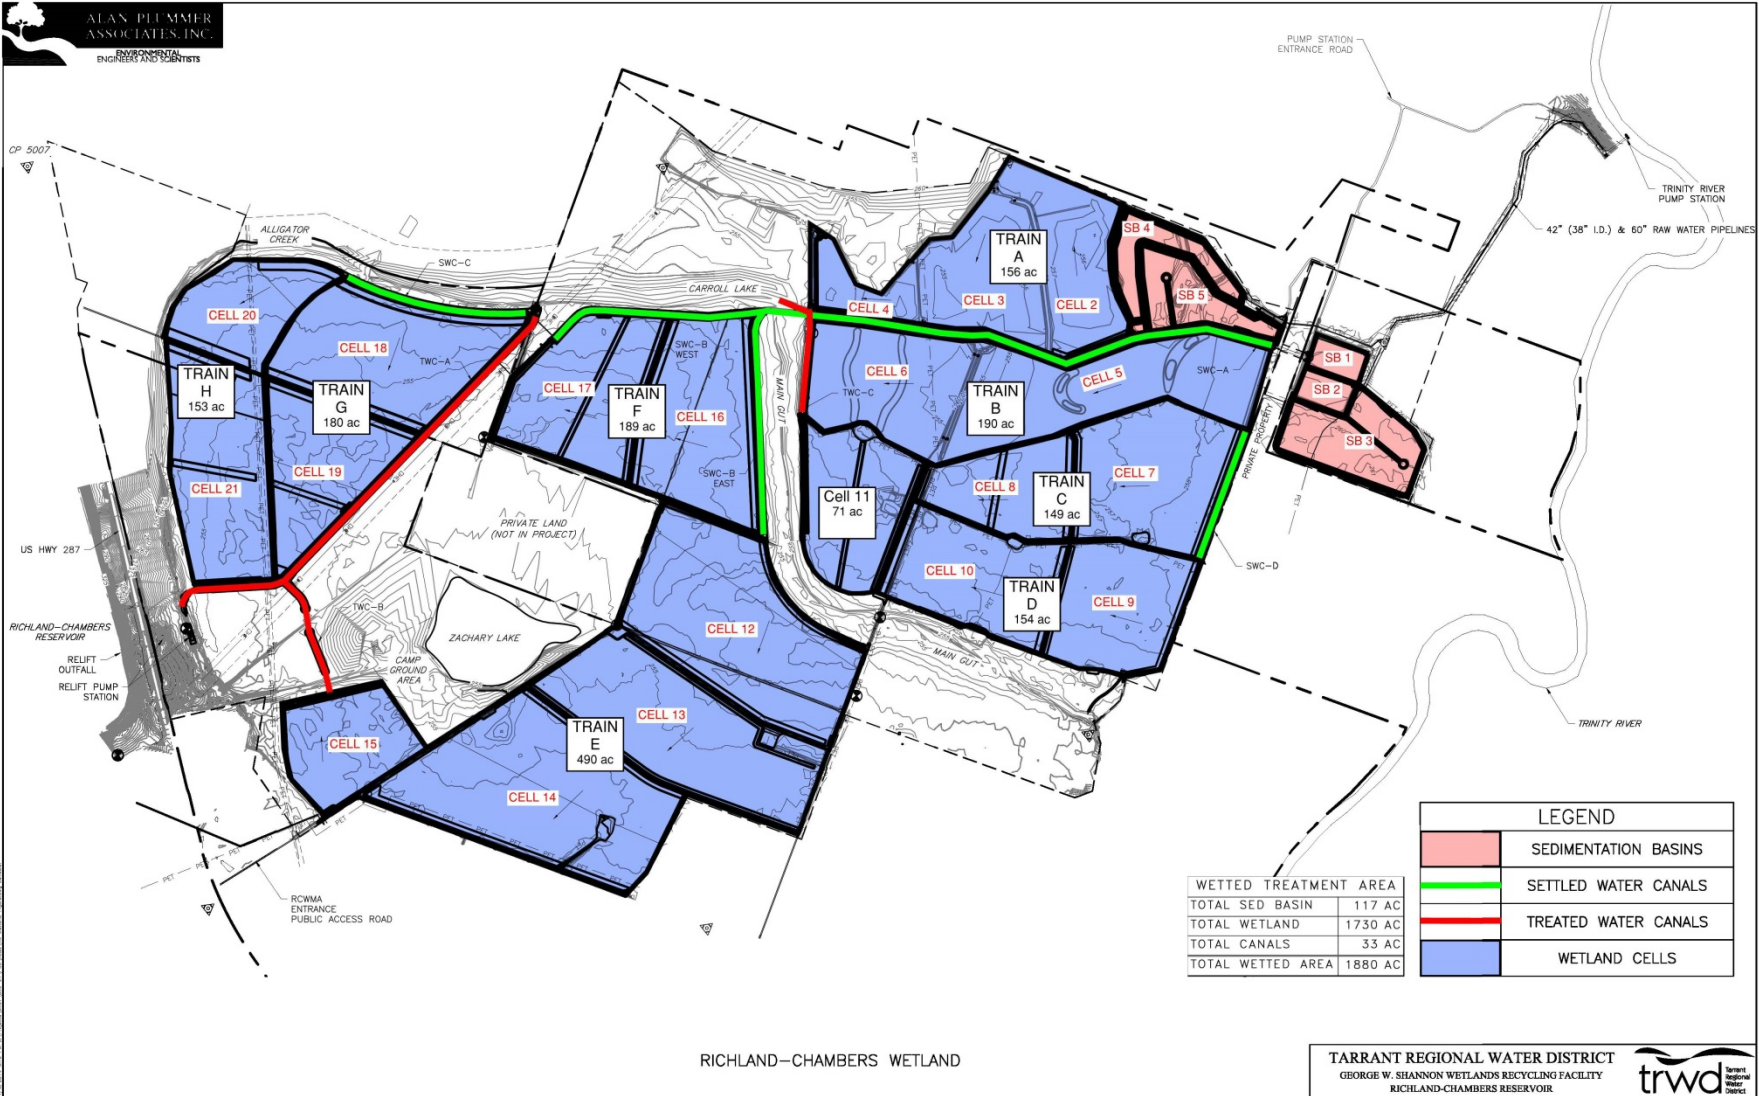 ALAN PLUMMER
ASSOCIATES, INC.
ENVIRONMENTAL
ENGINEERS AND SCIENTISTS
PUMP STATION
ENTRANCE ROAD
CP 5007
TRINITY RIVER
PUMP STATION
42" (38" I.D.) & 60" RAW WATER PIPELINES
ALLIGATOR
CREEK
SWC-C
CARROLL LAKE
SB 4
SB 5
TRAIN
A
156 ac
CELL 4
CELL 3
CELL 2
CELL 20
CELL 18
TWC-A
SWC-B
WEST
CELL 6
CELL 5
SWC-A
SB 1
SB 2
SB 3
TRAIN
H
153 ac
TRAIN
G
180 ac
CELL 17
TRAIN
F
189 ac
CELL 16
MAIN GUT
TWC-C
TRAIN
B
190 ac
PRIVATE PROPERTY
CELL 19
CELL 21
SWC-B
EAST
Cell 11
71 ac
CELL 8
TRAIN
C
149 ac
CELL 7
PRIVATE LAND
(NOT IN PROJECT)
US HWY 287
SWC-D
CELL 10
TRAIN
D
154 ac
CELL 9
TWC-B
RICHLAND-CHAMBERS
RESERVOIR
RELIFT
OUTFALL
RELIFT PUMP
STATION
ZACHARY LAKE
CAMP
GROUND
AREA
CELL 12
MAIN GUT
CELL 13
TRAIN
E
490 ac
CELL 15
CELL 14
TRINITY RIVER
PET
PET
PET
PET
RCWMA
ENTRANCE
PUBLIC ACCESS ROAD
LEGEND
SEDIMENTATION BASINS
SETTLED WATER CANALS
TREATED WATER CANALS
WETLAND CELLS
WETTED TREATMENT AREA
TOTAL SED BASIN 117 AC
TOTAL WETLAND 1730 AC
TOTAL CANALS 33 AC
TOTAL WETTED AREA 1880 AC
RICHLAND-CHAMBERS WETLAND
TARRANT REGIONAL WATER DISTRICT
GEORGE W. SHANNON WETLANDS RECYCLING FACILITY
RICHLAND-CHAMBERS RESERVOIR
trwd
Tarrant
Regional
Water
District